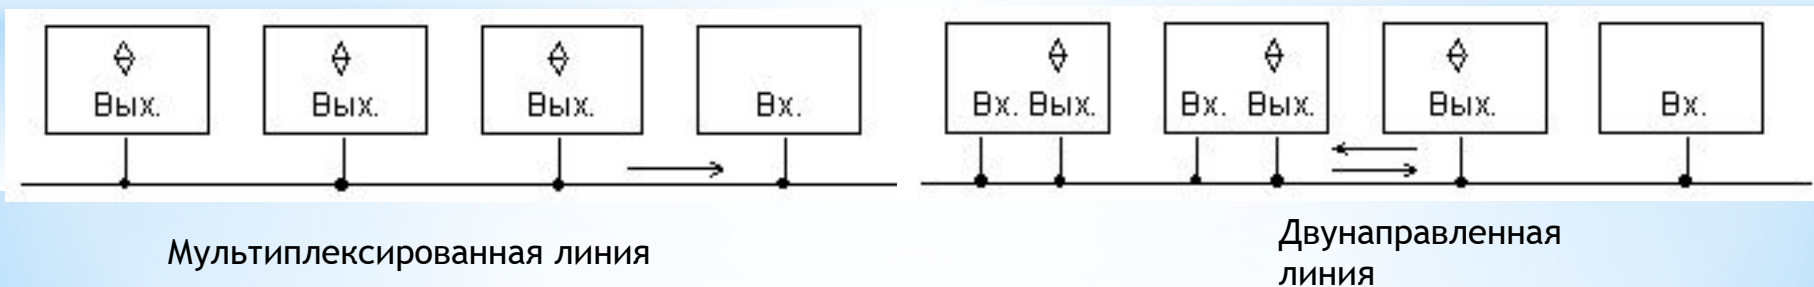 Вых. Вых. Вых. Вх.
Вх. Вых. Вх. Вых. Вых. Вх.
Мультиплексированная линия
Двунаправленная
линия